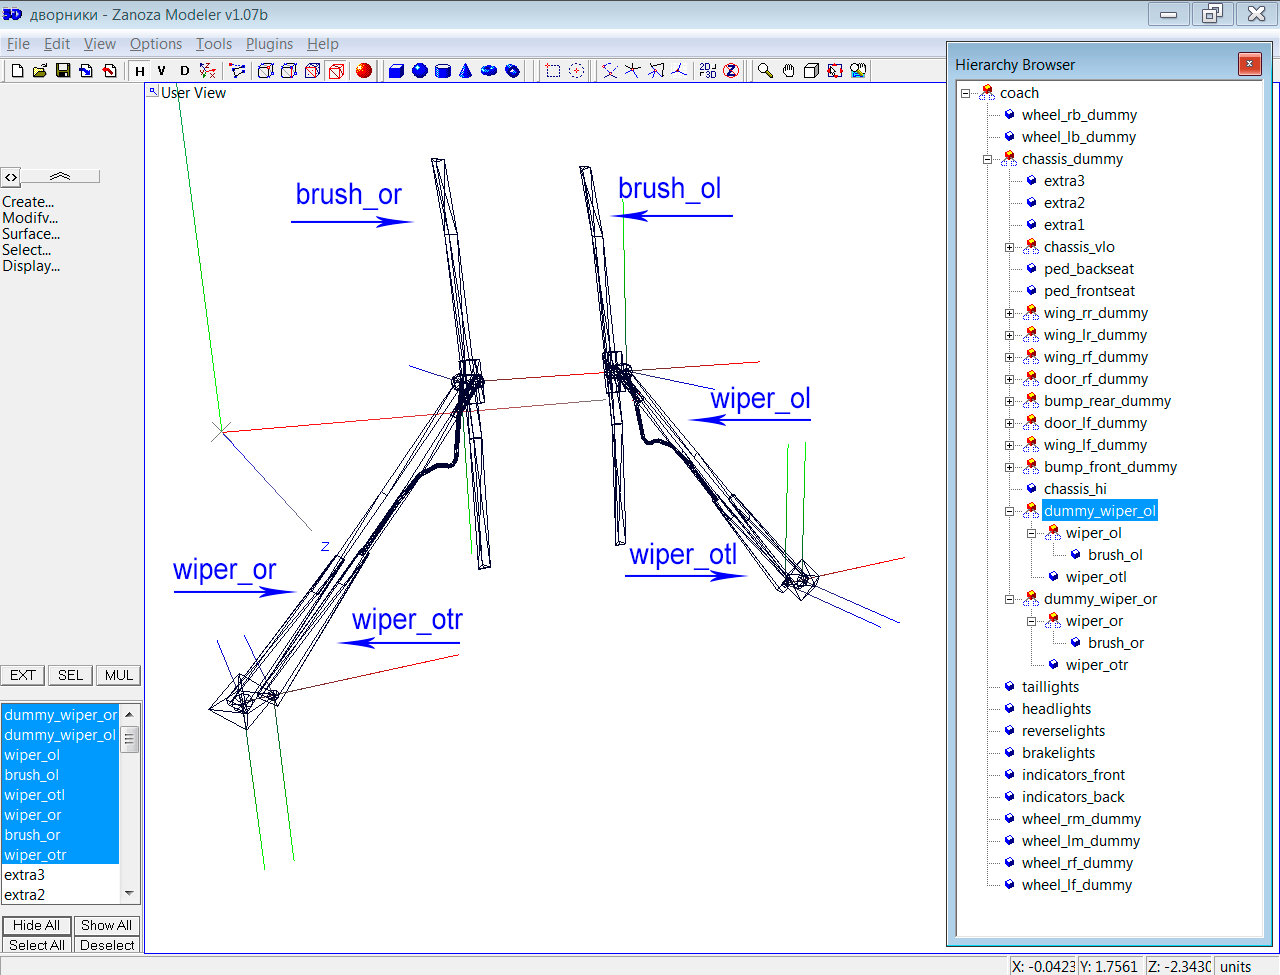 дворники - Zanoza Modeler v1.07b
File Edit View Options Tools Plugins Help
H V D
2D F3D Z
User View
Create...
Modify...
Surface...
Select...
Display...
EXT SEL MUL
dummy_wiper_or
dummy_wiper_ol
wiper_ol
brush_ol
wiper_otl
wiper_or
brush_or
wiper_otr
extra3
extra2
Hide All Show All
Select All Deselect
brush_or
brush_ol
wiper_ol
wiper_otl
Z
wiper_or
wiper_otr
Hierarchy Browser
coach
wheel_rb_dummy
wheel_lb_dummy
chassis_dummy
extra3
extra2
extra1
chassis_vlo
ped_backseat
ped_frontseat
wing_rr_dummy
wing_lr_dummy
wing_rf_dummy
door_rf_dummy
bump_rear_dummy
door_lf_dummy
wing_lf_dummy
bump_front_dummy
chassis_hi
dummy_wiper_ol
wiper_ol
brush_ol
wiper_otl
dummy_wiper_or
wiper_or
brush_or
wiper_otr
taillights
headlights
reverselights
brakelights
indicators_front
indicators_back
wheel_rm_dummy
wheel_lm_dummy
wheel_rf_dummy
wheel_lf_dummy
X: -0.0423 Y: 1.7561 Z: -2.3430 units